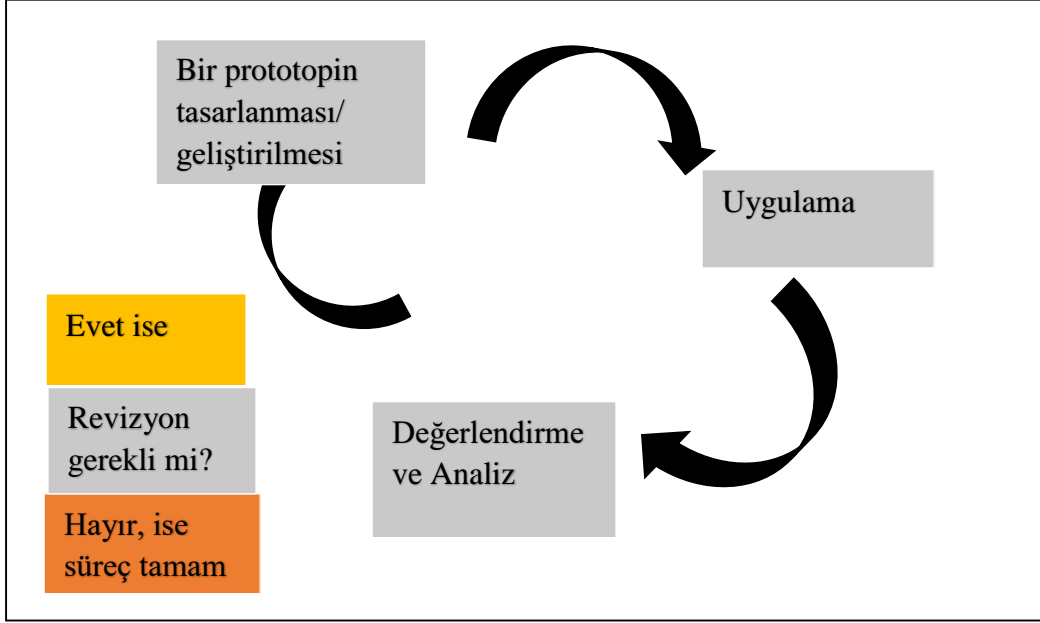 Bir prototopin
tasarlanması/
geliştirilmesi
Uygulama
Evet ise
Revizyon
gerekli mi?
Hayır, ise
süreç tamam
Değerlendirme
ve Analiz